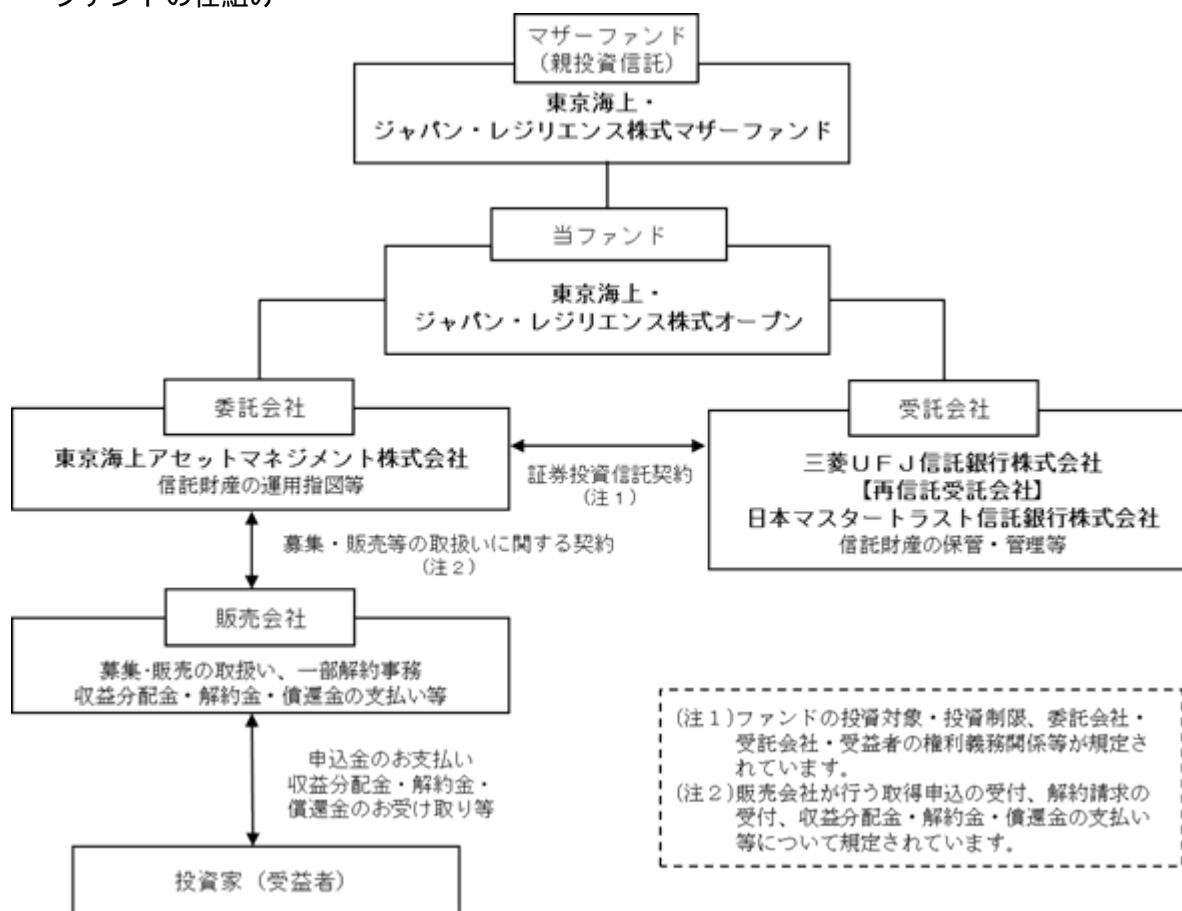 ファンドの仕組み
マザーファンド
(親投資信託)
東京海上・
ジャパン・レジリエンス株式マザーファンド
当ファンド
東京海上・
ジャパン・レジリエンス株式オープン
委託会社
東京海上アセットマネジメント株式会社
信託財産の運用指図等
証券投資信託契約
(注1)
受託会社
三菱UFJ信託銀行株式会社
【再信託受託会社】
日本マスタートラスト信託銀行株式会社
信託財産の保管・管理等
募集・販売等の取扱いに関する契約
(注2)
販売会社
募集・販売の取扱い、一部解約事務
収益分配金・解約金・償還金の支払い等
申込金のお支払い
収益分配金・解約金・
償還金のお受け取り等
投資家(受益者)
(注1)ファンドの投資対象・投資制限、委託会社・
受託会社・受益者の権利義務関係等が規定さ
れています。
(注2)販売会社が行う取得申込の受付、解約請求の
受付、収益分配金・解約金・償還金の支払い
等について規定されています。